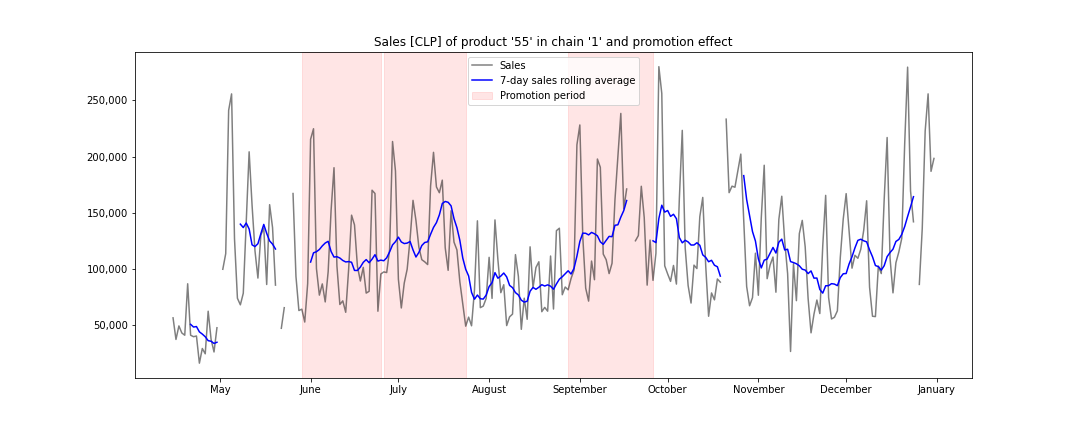 Sales [CLP] of product '55' in chain '1' and promotion effect
Sales
7-day sales rolling average
Promotion period
250,000
200,000
150,000
100,000
50,000
May June July August September October November December January